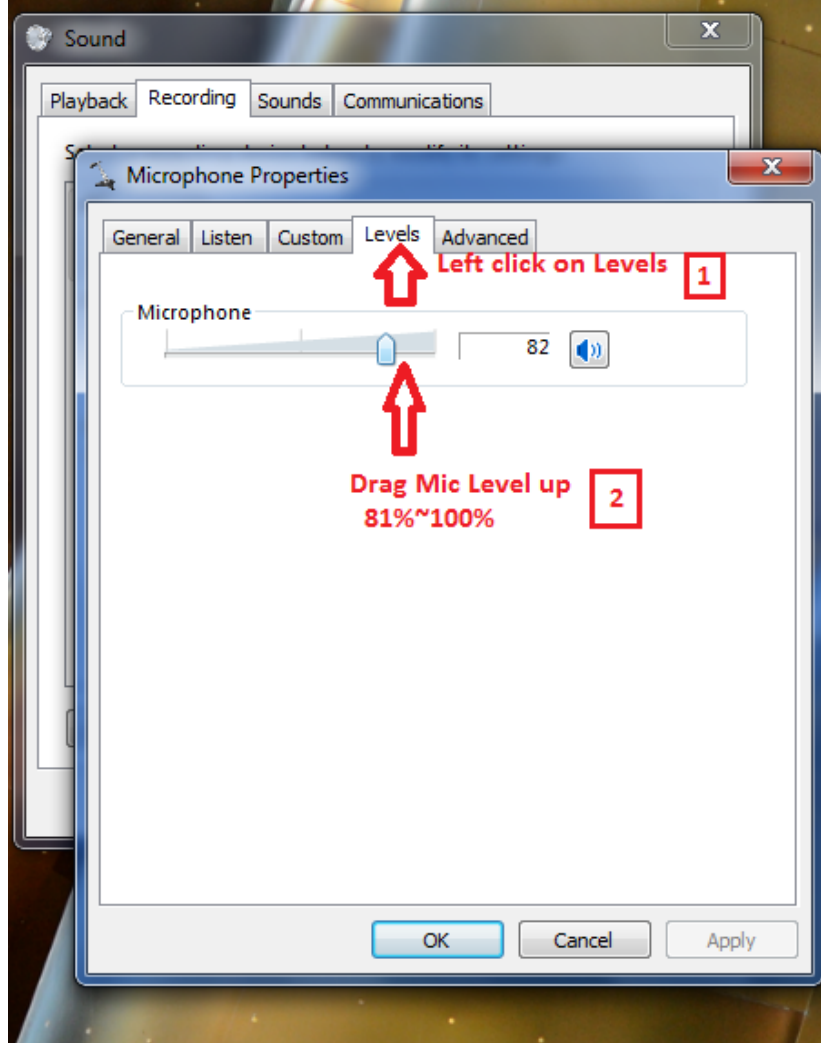 Sound
X
Playback Recording Sounds Communications
Microphone Properties
X
General Listen Custom Levels Advanced
Left click on Levels 1
Microphone
82
Drag Mic Level up 2
81%~100%
OK Cancel Apply